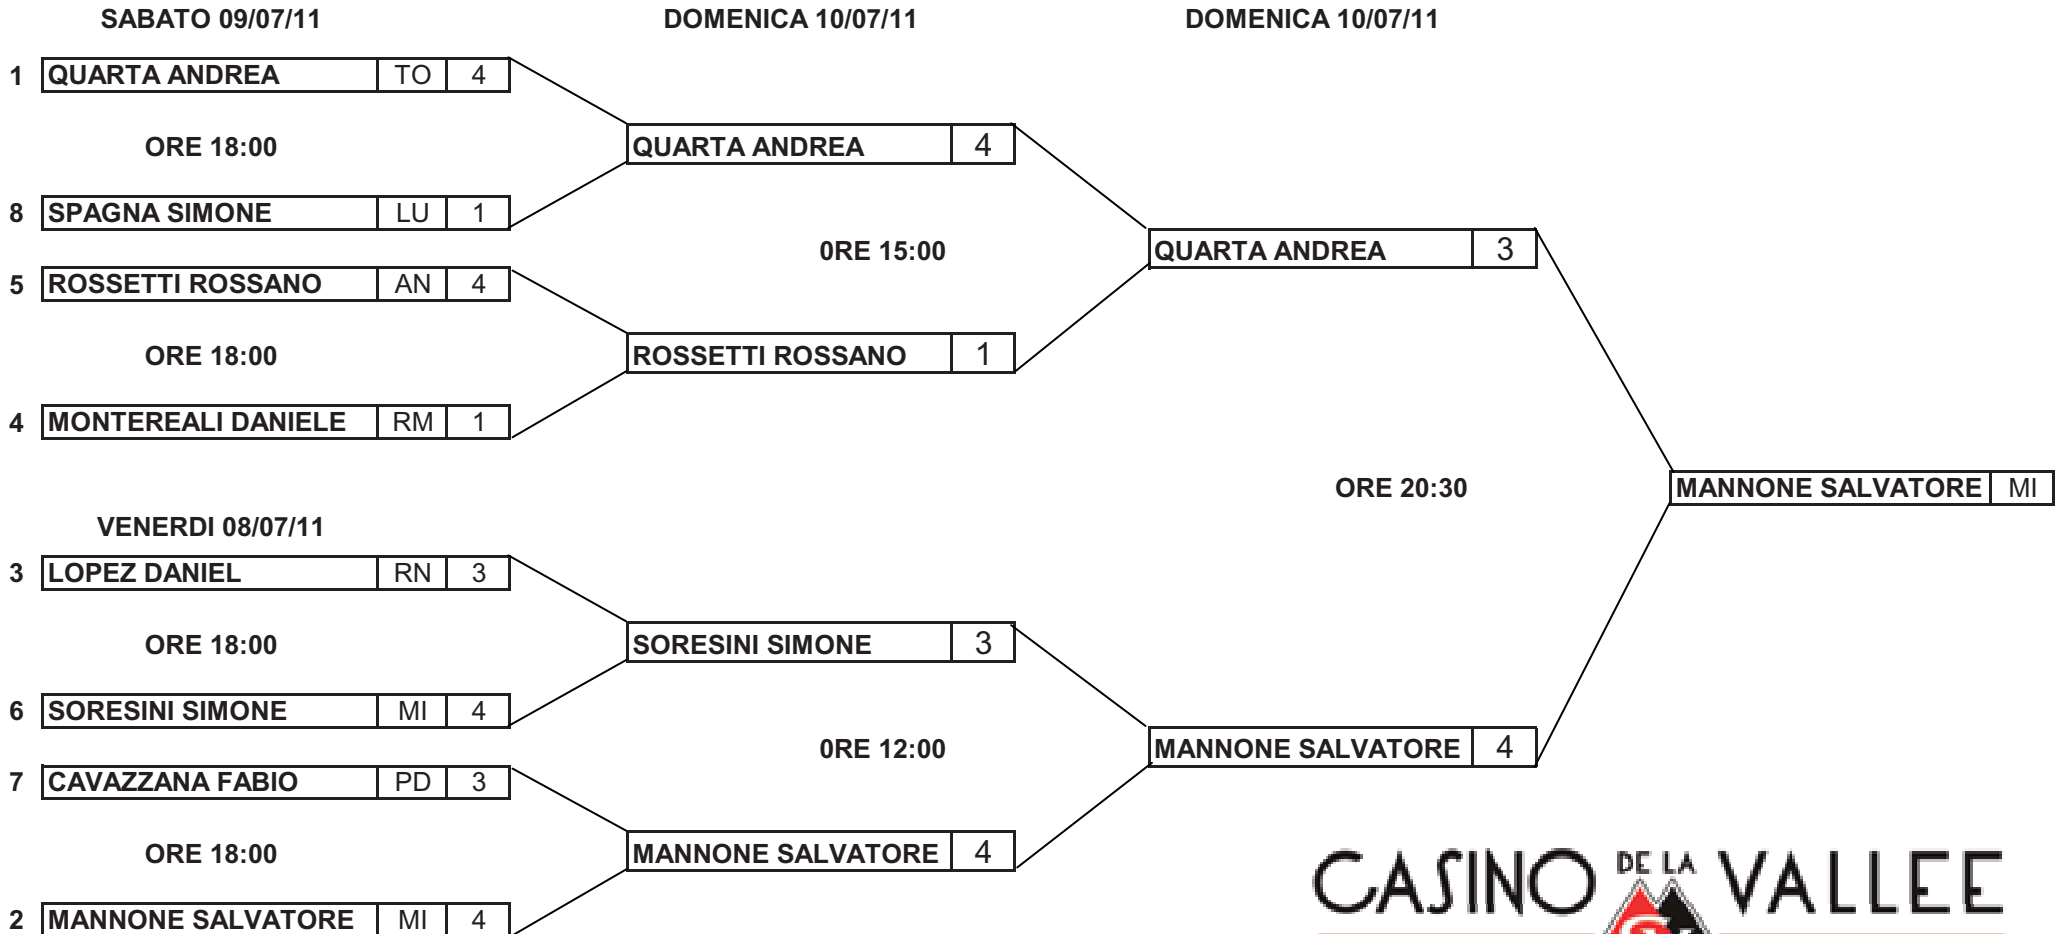 SABATO 09/07/11 DOMENICA 10/07/11 DOMENICA 10/07/11
1 QUARTA ANDREA TO 4
ORE 18:00 QUARTA ANDREA 4
8 SPAGNA SIMONE LU 1
0RE 15:00 QUARTA ANDREA 3
5 ROSSETTI ROSSANO AN 4
ORE 18:00 ROSSETTI ROSSANO 1
4 MONTEREALI DANIELE RM 1
ORE 20:30 MANNONE SALVATORE MI
VENERDI 08/07/11
3 LOPEZ DANIEL RN 3
ORE 18:00 SORESINI SIMONE 3
6 SORESINI SIMONE MI 4
0RE 12:00 MANNONE SALVATORE 4
7 CAVAZZANA FABIO PD 3
ORE 18:00 MANNONE SALVATORE 4
2 MANNONE SALVATORE MI 4
CASINO DE LA VALLEE